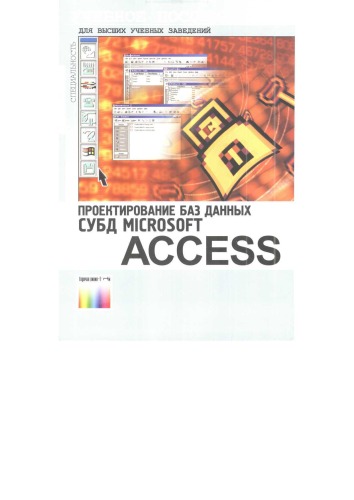 ДЛЯ ВЫСШИХ УЧЕБНЫХ ЗАВЕДЕНИЙ
СПЕЦИАЛЬНОСТЬ
ПРОЕКТИРОВАНИЕ БАЗ ДАННЫХ
СУБД MICROSOFT
ACCESS